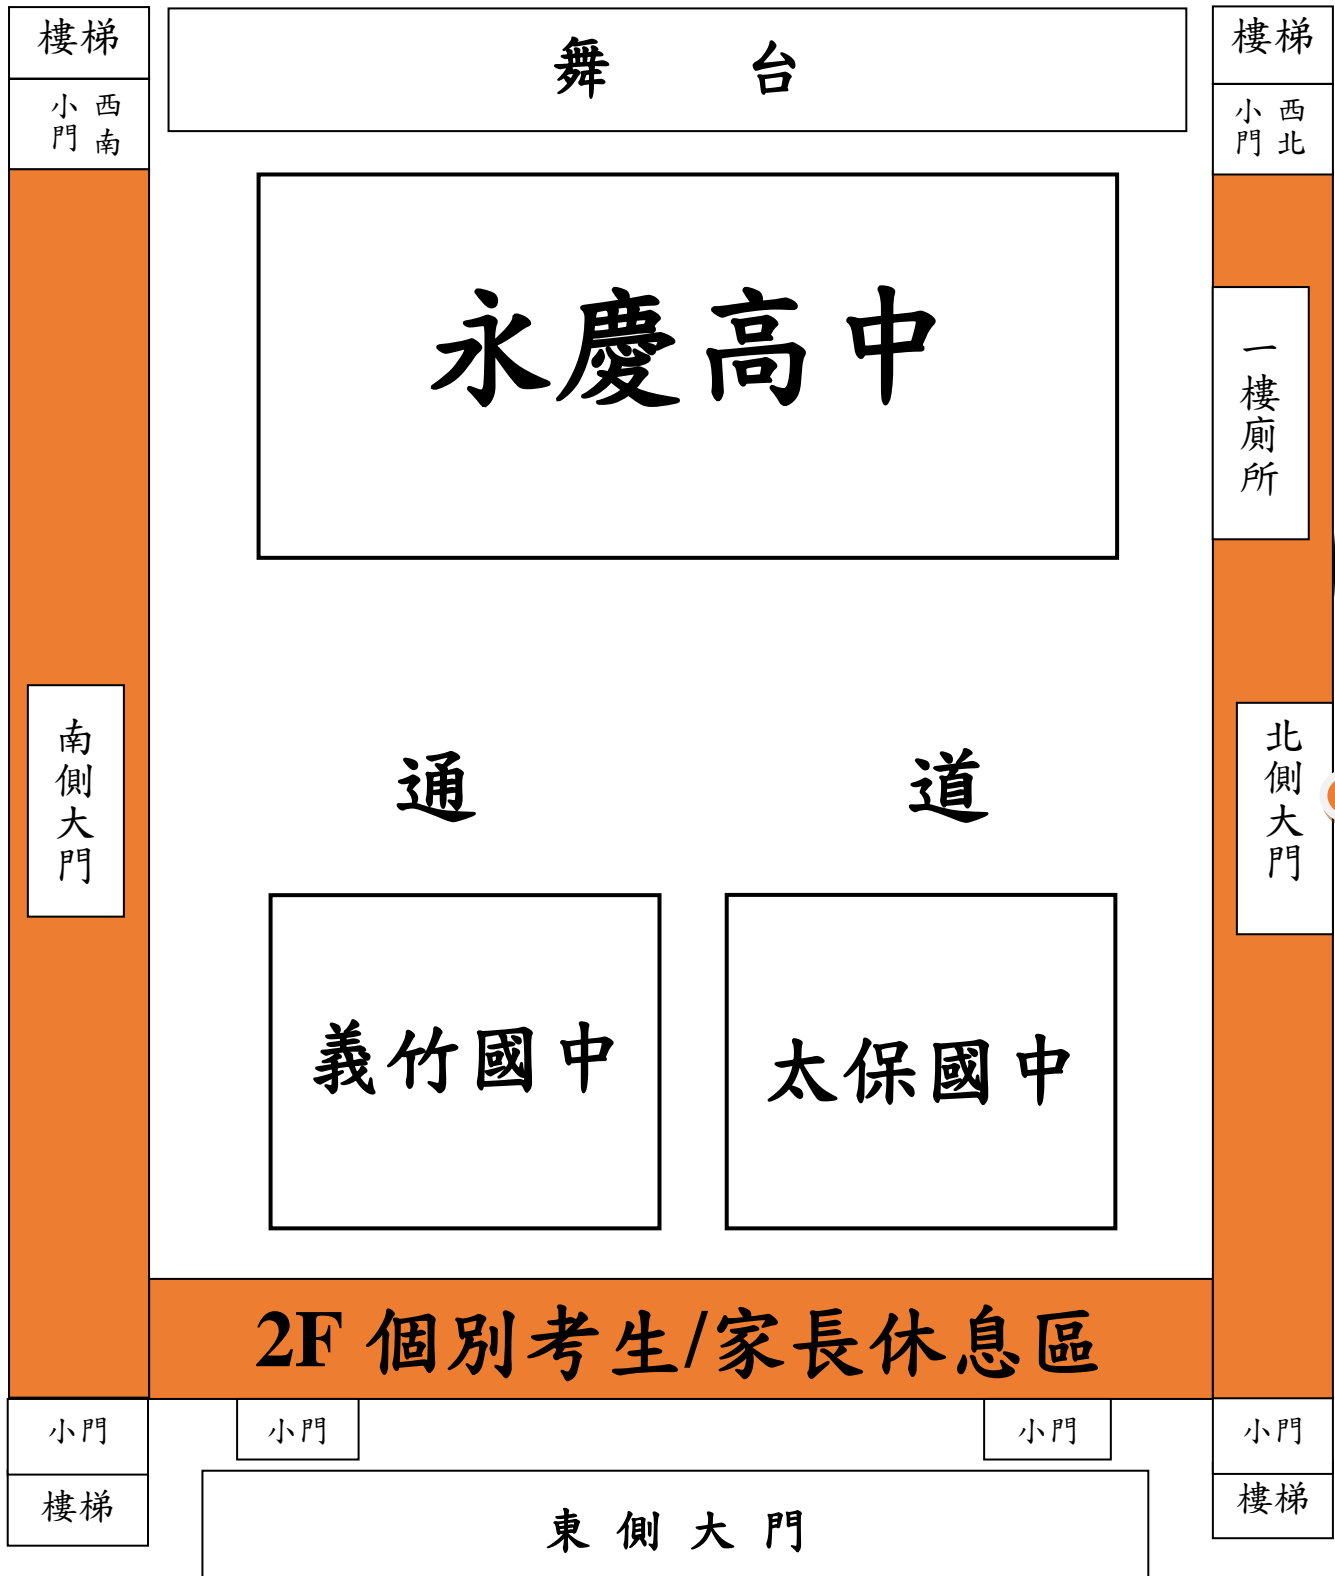 樓梯
舞 台
樓梯
西南
小門
西北
小門
永慶高中
一樓廁所
南側大門
通 道
北側大門
義竹國中
太保國中
2F 個別考生/家長休息區
小門
小門
小門
小門
樓梯
東側大門
樓梯